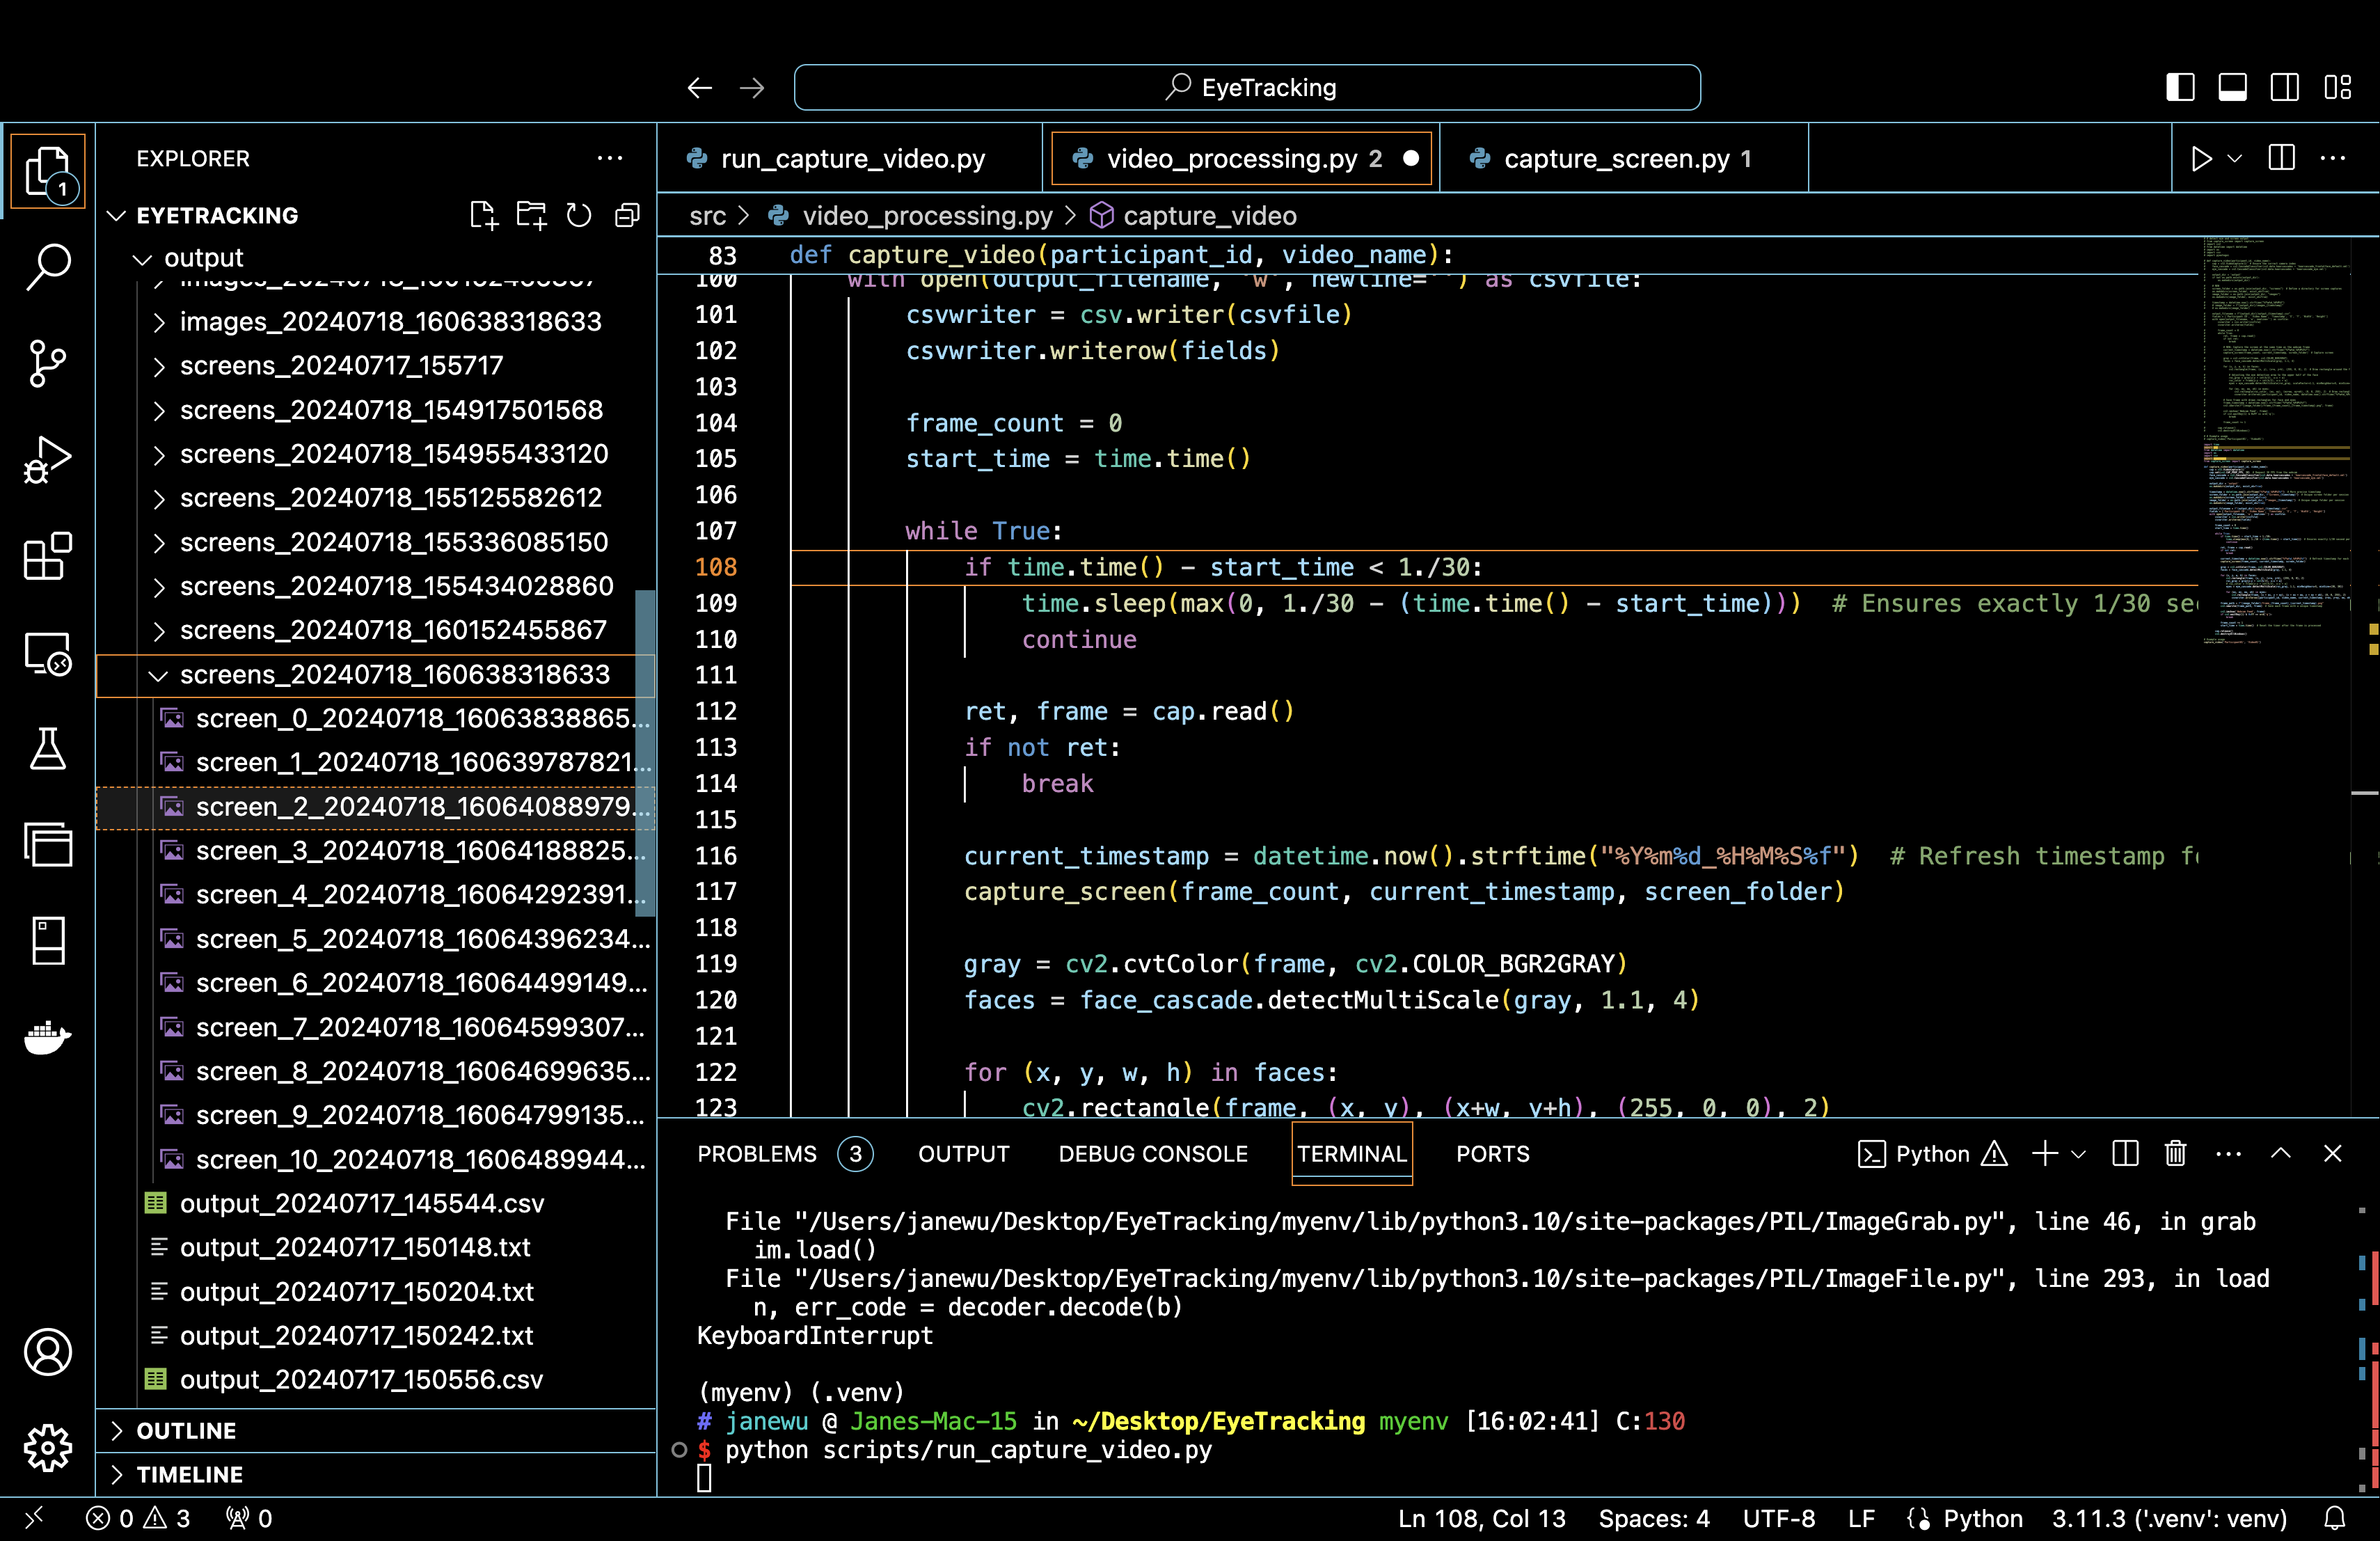 EyeTracking
EXPLORER
1
EYETRACKING
output
images_20240718_160152455867
images_20240718_160638318633
screens_20240717_155717
screens_20240718_154917501568
screens_20240718_154955433120
screens_20240718_155125582612
screens_20240718_155336085150
screens_20240718_155434028860
screens_20240718_160152455867
screens_20240718_160638318633
screen_0_20240718_16063838865...
screen_1_20240718_160639787821...
screen_2_20240718_16064088979...
screen_3_20240718_16064188825...
screen_4_20240718_16064292391...
screen_5_20240718_16064396234...
screen_6_20240718_16064499149...
screen_7_20240718_16064599307...
screen_8_20240718_16064699635...
screen_9_20240718_16064799135...
screen_10_20240718_1606489944...
output_20240717_145544.csv
output_20240717_150148.txt
output_20240717_150204.txt
output_20240717_150242.txt
output_20240717_150556.csv
OUTLINE
TIMELINE
run_capture_video.py video_processing.py 2 capture_screen.py 1
src > video_processing.py > capture_video
83 def capture_video(participant_id, video_name):
100 with open(output_filename, 'w', newline='') as csvfile:
101 csvwriter = csv.writer(csvfile)
102 csvwriter.writerow(fields)
103
104 frame_count = 0
105 start_time = time.time()
106
107 while True:
108 if time.time() - start_time < 1./30:
109 time.sleep(max(0, 1./30 - (time.time() - start_time))) # Ensures exactly 1/30 sec
110 continue
111
112 ret, frame = cap.read()
113 if not ret:
114 break
115
116 current_timestamp = datetime.now().strftime("%Y%m%d_%H%M%S%f") # Refresh timestamp fo
117 capture_screen(frame_count, current_timestamp, screen_folder)
118
119 gray = cv2.cvtColor(frame, cv2.COLOR_BGR2GRAY)
120 faces = face_cascade.detectMultiScale(gray, 1.1, 4)
121
122 for (x, y, w, h) in faces:
123 cv2.rectangle(frame, (x, y), (x+w, y+h), (255, 0, 0), 2)
PROBLEMS 3 OUTPUT DEBUG CONSOLE TERMINAL PORTS Python
File "/Users/janewu/Desktop/EyeTracking/myenv/lib/python3.10/site-packages/PIL/ImageGrab.py", line 46, in grab
im.load()
File "/Users/janewu/Desktop/EyeTracking/myenv/lib/python3.10/site-packages/PIL/ImageFile.py", line 293, in load
n, err_code = decoder.decode(b)
KeyboardInterrupt
(myenv) (.venv)
# janewu @ Janes-Mac-15 in ~/Desktop/EyeTracking myenv [16:02:41] C:130
$ python scripts/run_capture_video.py
0 3 0 Ln 108, Col 13 Spaces: 4 UTF-8 LF Python 3.11.3 ('.venv': venv)